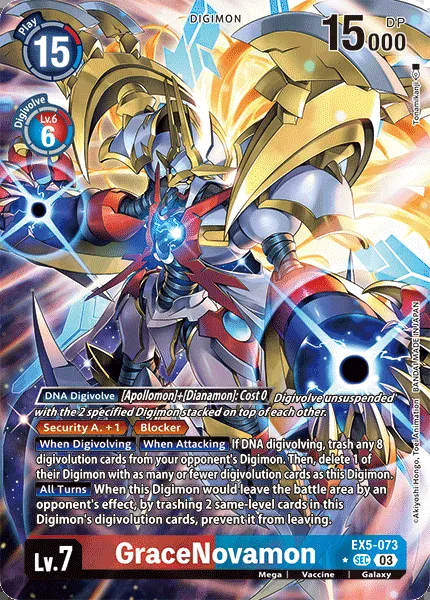 DIGIMON
Play
15
DP
15000
Digivolve
Lv.6
6
Tonamikanji
DNA Digivolve [Apollomon]+[Dianamon]: Cost 0 Digivolve unsuspended
with the 2 specified Digimon stacked on top of each other.
Security A. +1 Blocker
When Digivolving When Attacking If DNA digivolving, trash any 8
digivolution cards from your opponent's Digimon. Then, delete 1 of
their Digimon with as many or fewer digivolution cards as this Digimon.
All Turns When this Digimon would leave the battle area by an
opponent's effect, by trashing 2 same-level cards in this
Digimon's digivolution cards, prevent it from leaving.
©Akiyoshi Hongo, Toei Animation BANDAI MADE IN JAPAN
Lv.7
GraceNovamon
EX5-073
SEC 03
Mega | Vaccine | Galaxy